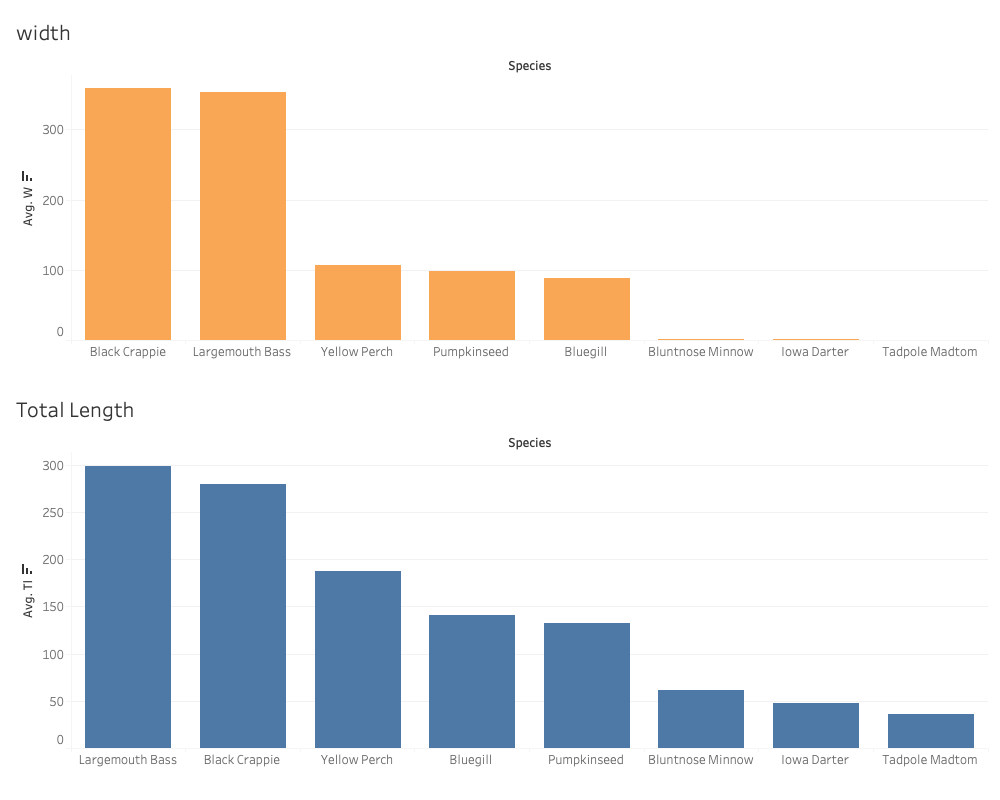 width
Species
Avg. W
300
200
100
0
Black Crappie Largemouth Bass Yellow Perch Pumpkinseed Bluegill Bluntnose Minnow Iowa Darter Tadpole Madtom
Total Length
Species
Avg. Tl
300
250
200
150
100
50
0
Largemouth Bass Black Crappie Yellow Perch Bluegill Pumpkinseed Bluntnose Minnow Iowa Darter Tadpole Madtom